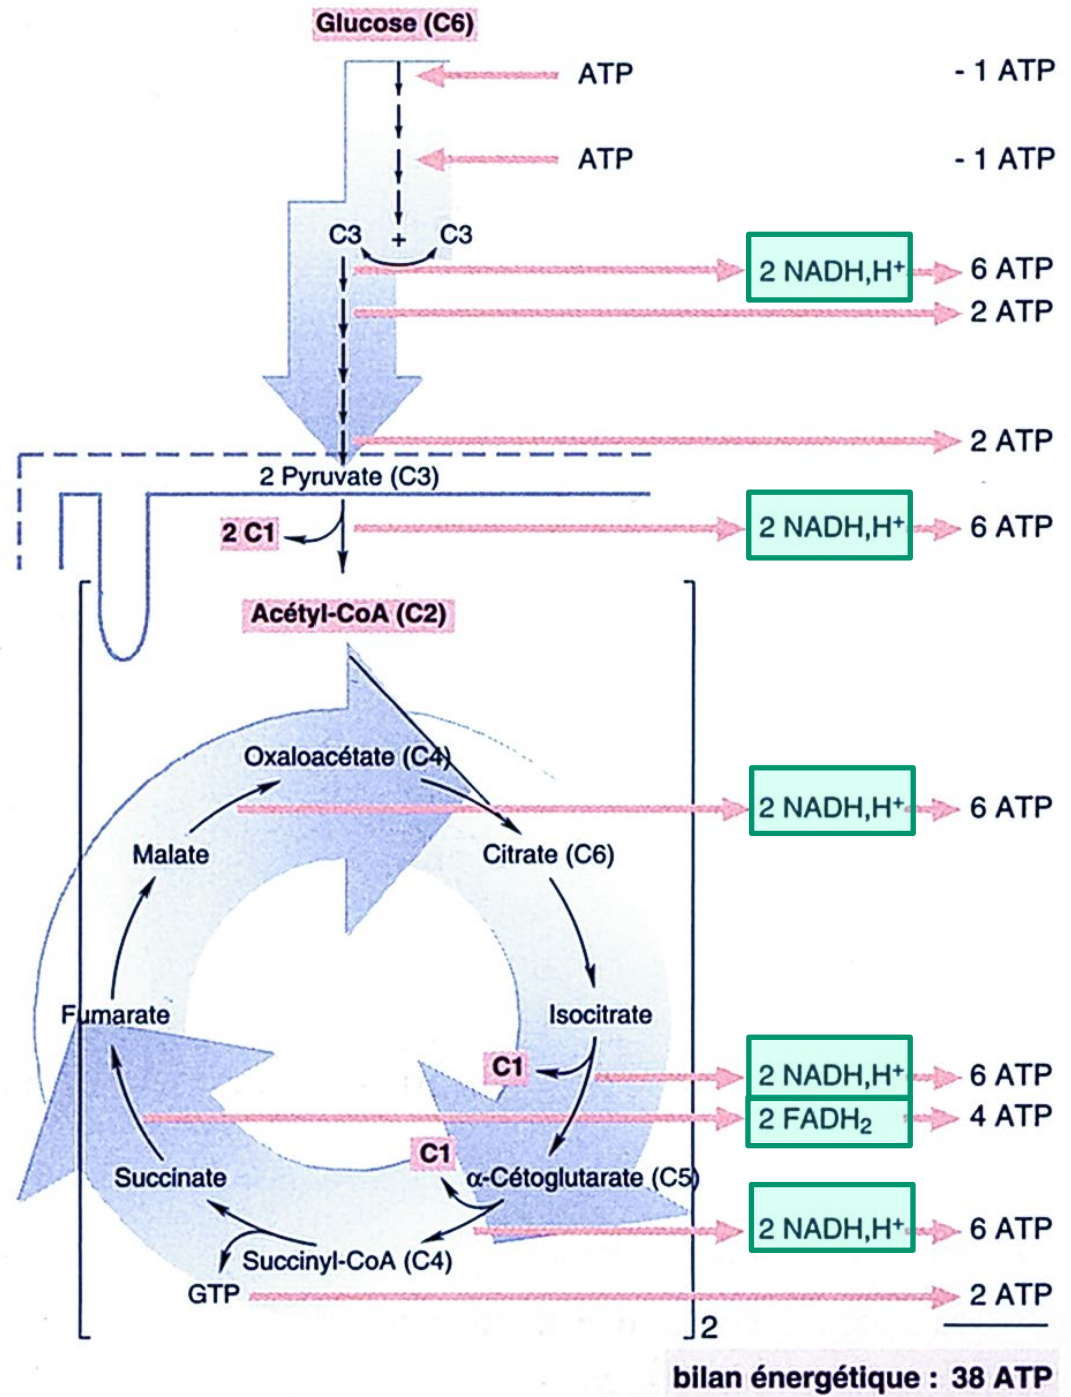 Glucose (C6)
ATP - 1 ATP
ATP - 1 ATP
C3 + C3
2 NADH,H⁺ 6 ATP
2 ATP
2 ATP
2 Pyruvate (C3)
2 C1 2 NADH,H⁺ 6 ATP
Acétyl-CoA (C2)
Oxaloacétate (C4)
2 NADH,H⁺ 6 ATP
Malate Citrate (C6)
Fumarate Isocitrate
C1 2 NADH,H⁺ 6 ATP
2 FADH₂ 4 ATP
C1
Succinate α-Cétoglutarate (C5)
2 NADH,H⁺ 6 ATP
Succinyl-CoA (C4)
GTP 2 ATP
2
bilan énergétique : 38 ATP